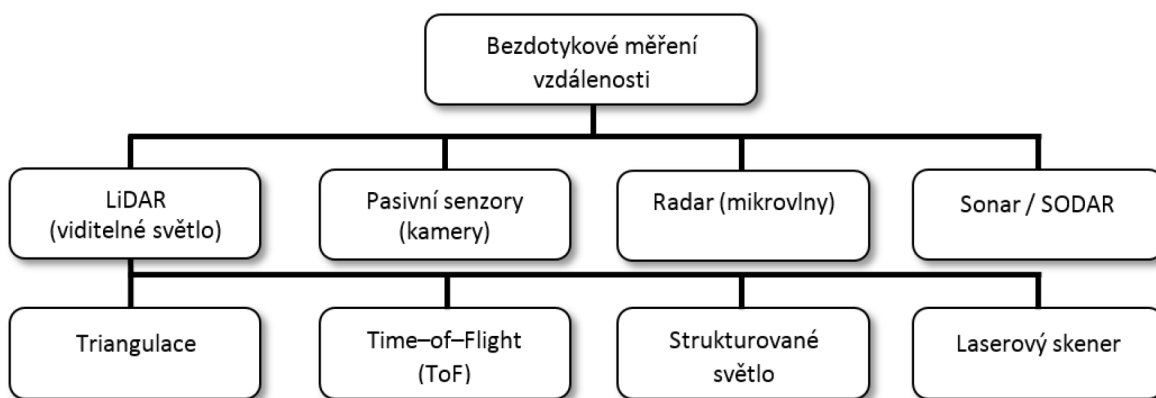 Bezdotykové měření
vzdálenosti
LiDAR
(viditelné světlo)
Pasivní senzory
(kamery)
Radar (mikrovlny)
Sonar / SODAR
Triangulace
Time–of–Flight
(ToF)
Strukturované
světlo
Laserový skener